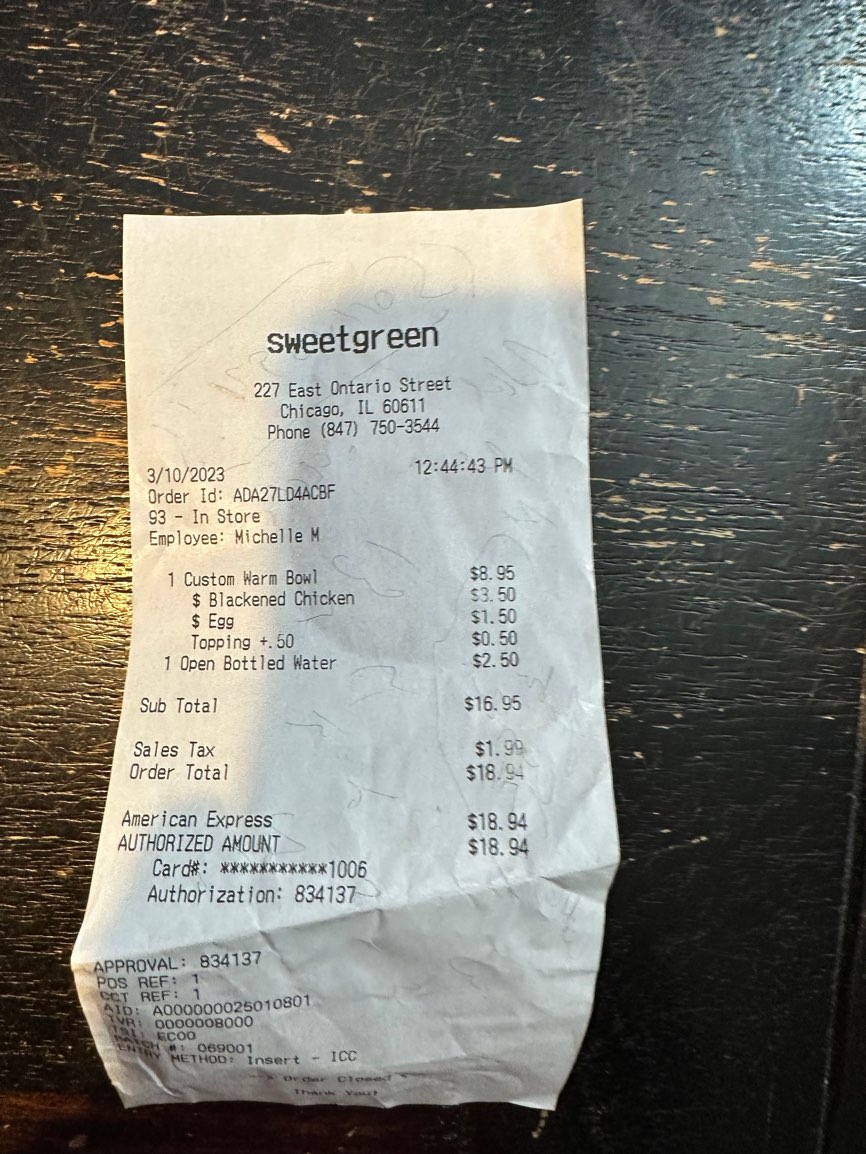 sweetgreen
227 East Ontario Street
Chicago, IL 60611
Phone (847) 750-3544
3/10/2023 12:44:43 PM
Order Id: ADA27LD4ACBF
93 - In Store
Employee: Michelle M
1 Custom Warm Bowl $8.95
$ Blackened Chicken $3.50
$ Egg $1.50
Topping +.50 $0.50
1 Open Bottled Water $2.50
Sub Total $16.95
Sales Tax $1.99
Order Total $18.94
American Express $18.94
AUTHORIZED AMOUNT $18.94
Card#: ***********1006
Authorization: 834137
APPROVAL: 834137
POS REF: 1
CCT REF: 1
AID: A000000025010801
TVR: 0000008000
TSI: EC00
BATCH #: 069001
ENTRY METHOD: Insert - ICC
Order Closed
Thank You!